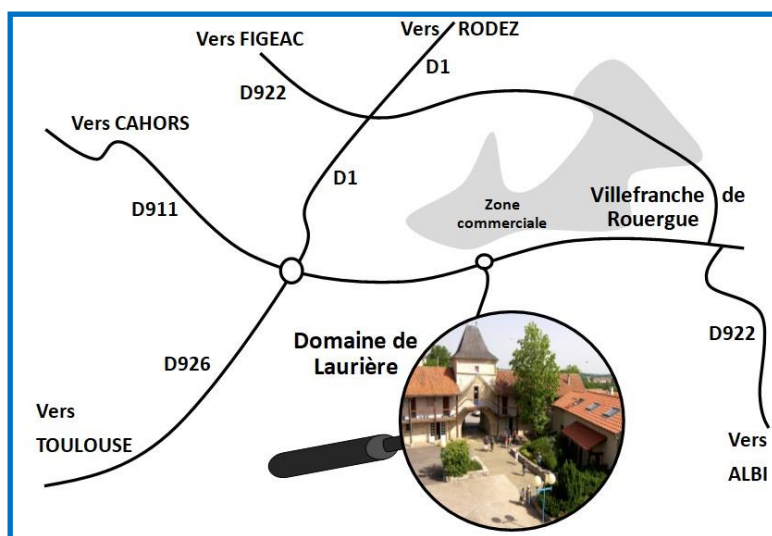 Vers RODEZ
Vers FIGEAC
D1
D922
Vers CAHORS
D1
D911
Zone
commerciale
Villefranche de
Rouergue
Domaine de
Laurière
D922
D926
Vers
TOULOUSE
Vers
ALBI